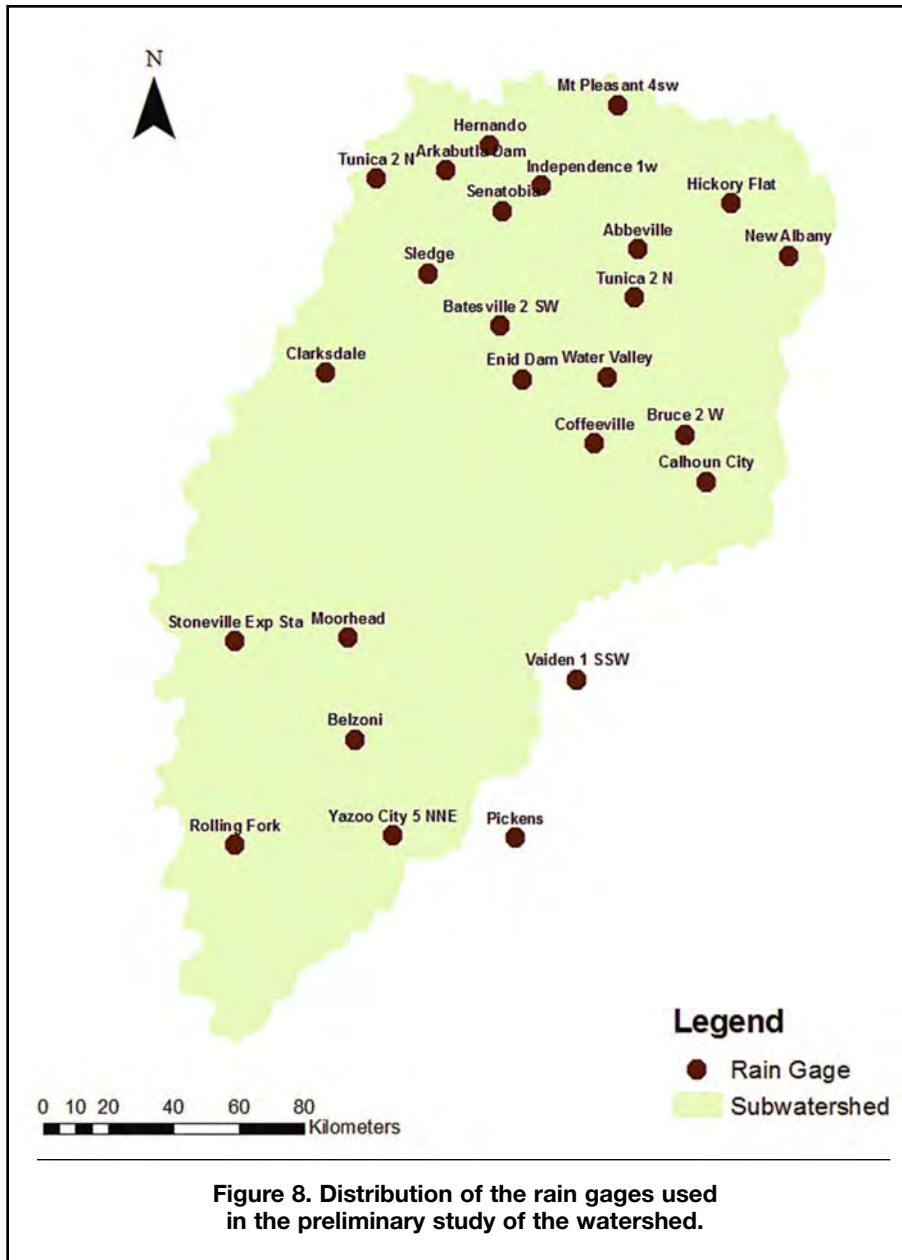 N
Mt Pleasant 4sw
Hernando
Tunica 2 N
Arkabutla Dam
Independence 1w
Hickory Flat
Senatobia
Abbeville
New Albany
Sledge
Tunica 2 N
Batesville 2 SW
Clarksdale
Enid Dam
Water Valley
Bruce 2 W
Coffeeville
Calhoun City
Stoneville Exp Sta
Moorhead
Vaiden 1 SSW
Belzoni
Rolling Fork
Yazoo City 5 NNE
Pickens
Legend
Rain Gage
Subwatershed
0 10 20 40 60 80
Kilometers
Figure 8. Distribution of the rain gages used
in the preliminary study of the watershed.